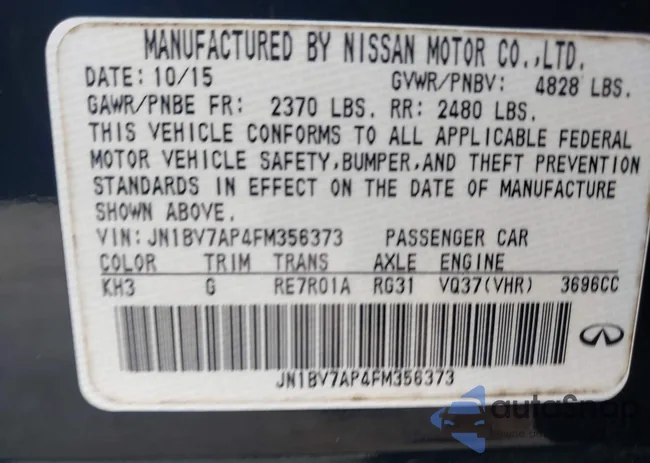 MANUFACTURED BY NISSAN MOTOR CO.,LTD.
DATE: 10/15 GVWR/PNBV: 4828 LBS.
GAWR/PNBE FR: 2370 LBS. RR: 2480 LBS.
THIS VEHICLE CONFORMS TO ALL APPLICABLE FEDERAL
MOTOR VEHICLE SAFETY,BUMPER,AND THEFT PREVENTION
STANDARDS IN EFFECT ON THE DATE OF MANUFACTURE
SHOWN ABOVE.
VIN:JN1BV7AP4FM356373 PASSENGER CAR
COLOR TRIM TRANS AXLE ENGINE
KH3 G RE7R01A RG31 VQ37(VHR) 3696CC
JN1BV7AP4FM356373
autoSnap